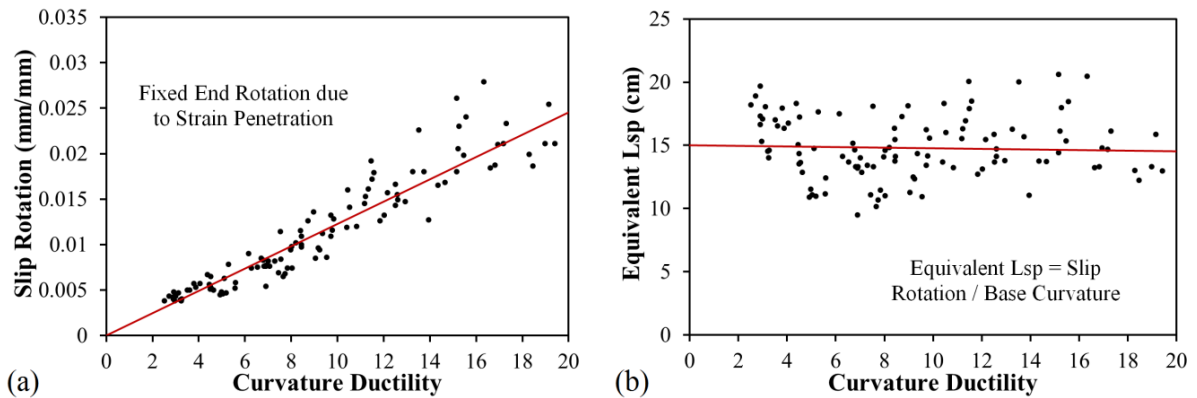 Slip Rotation (mm/mm)
0.035
0.03
0.025
0.02
0.015
0.01
0.005
0
Fixed End Rotation due
to Strain Penetration
0 2 4 6 8 10 12 14 16 18 20
(a) Curvature Ductility
Equivalent Lsp (cm)
25
20
15
10
5
0
Equivalent Lsp = Slip
Rotation / Base Curvature
0 2 4 6 8 10 12 14 16 18 20
(b) Curvature Ductility